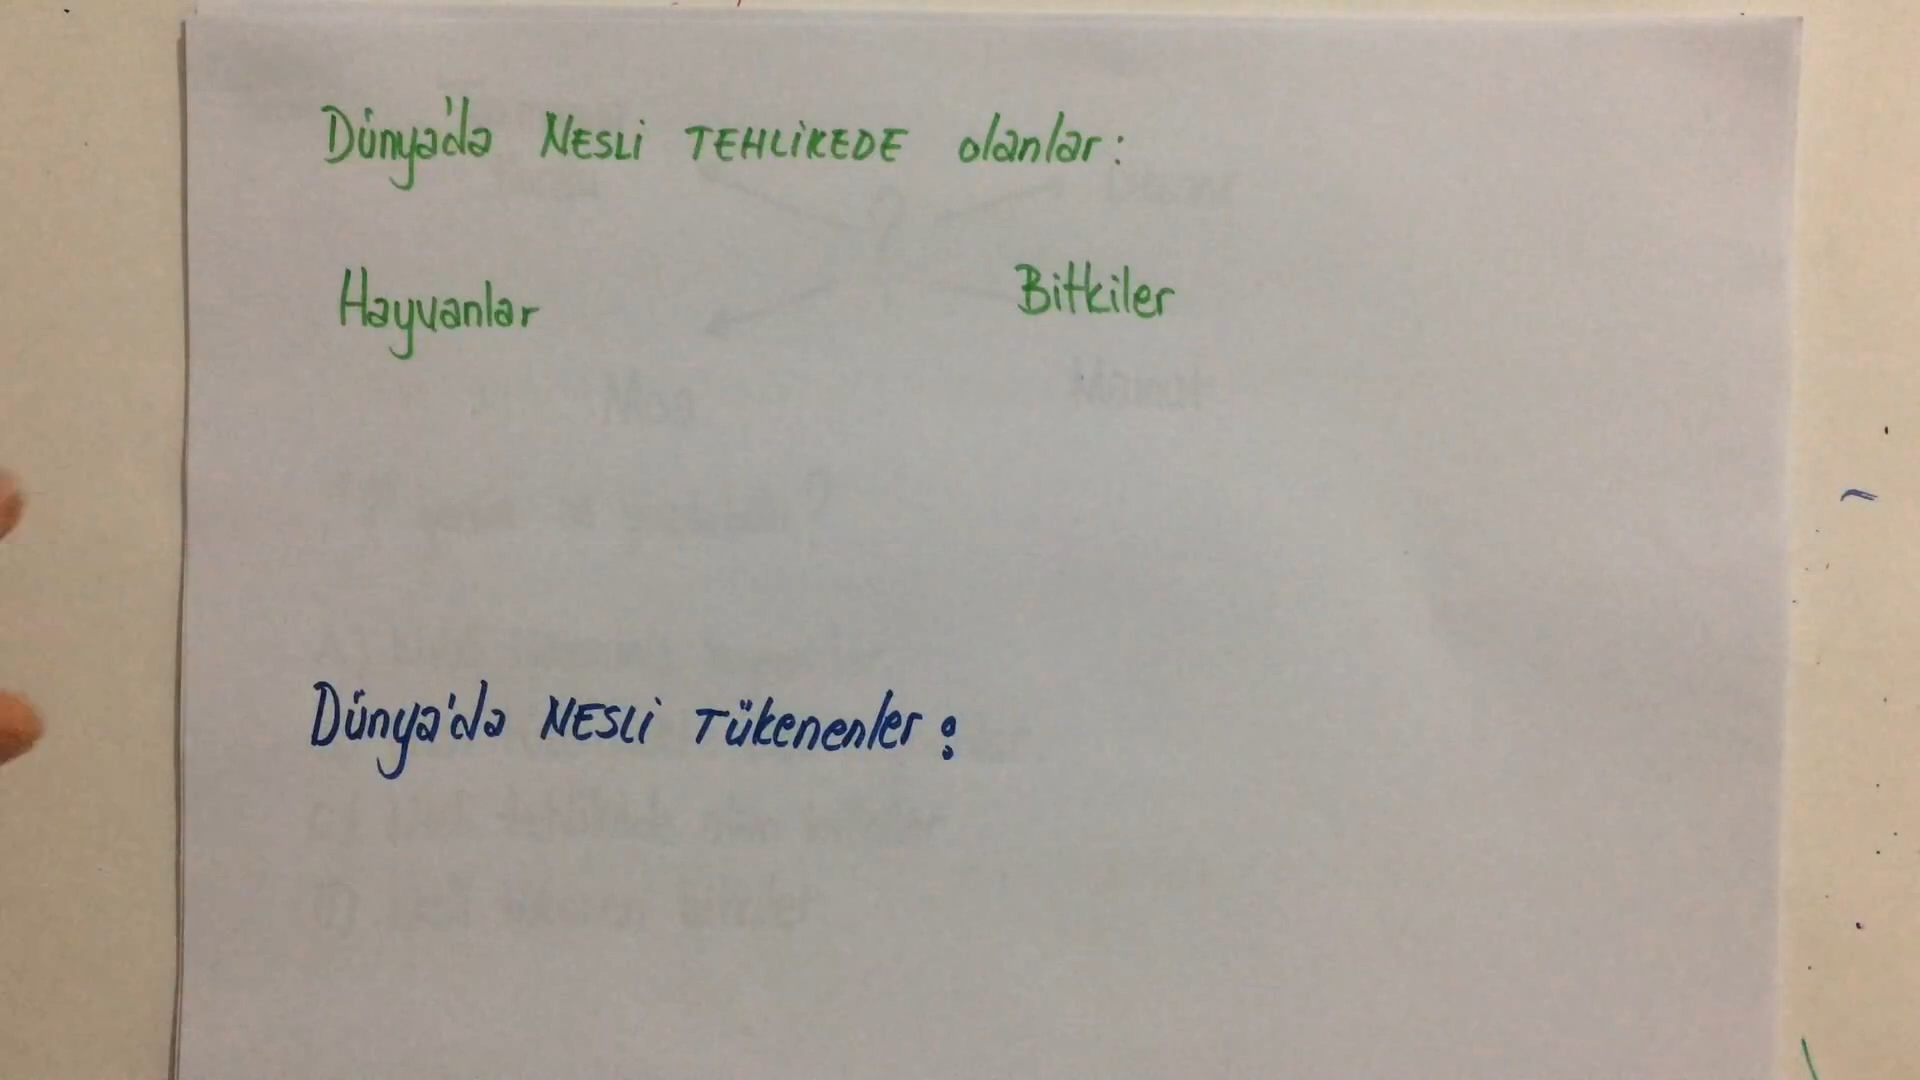 Dünya'da NESLİ TEHLİKEDE olanlar:
Hayvanlar Bitkiler
Dünya'da NESLİ Tükenenler: